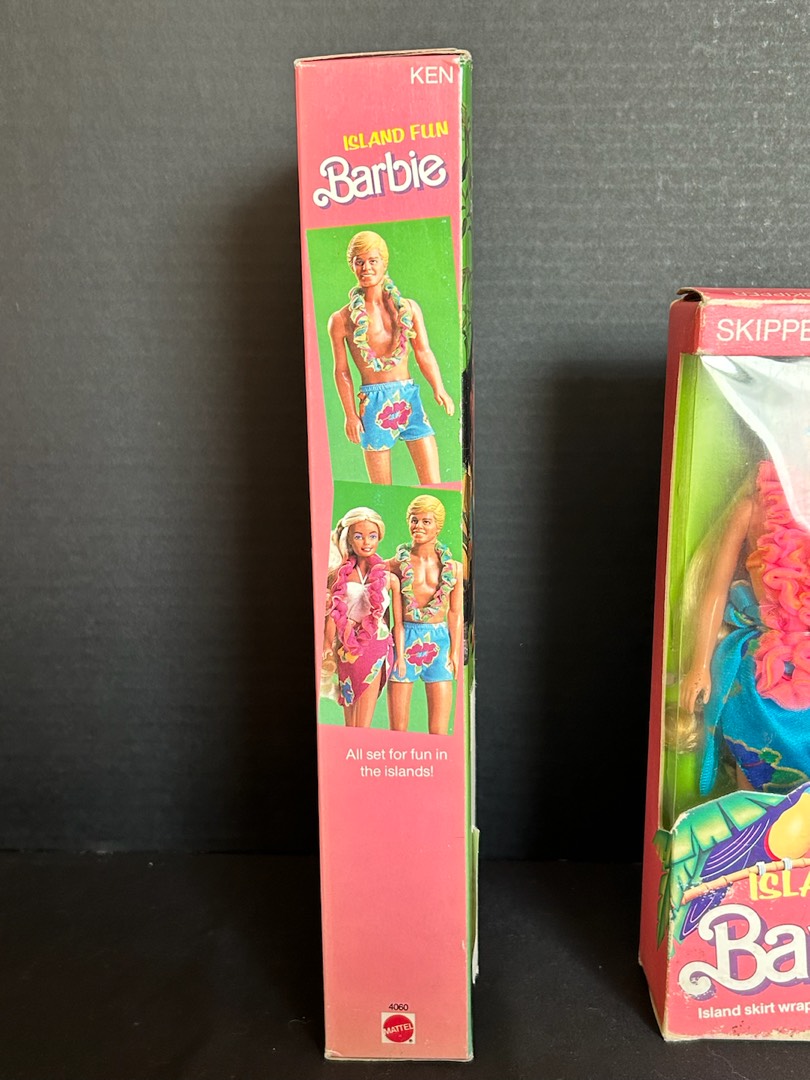 KEN
ISLAND FUN
Barbie
All set for fun in
the islands!
4060
MATTEL
SKIPPE
ISLA
Ba
Island skirt wrap